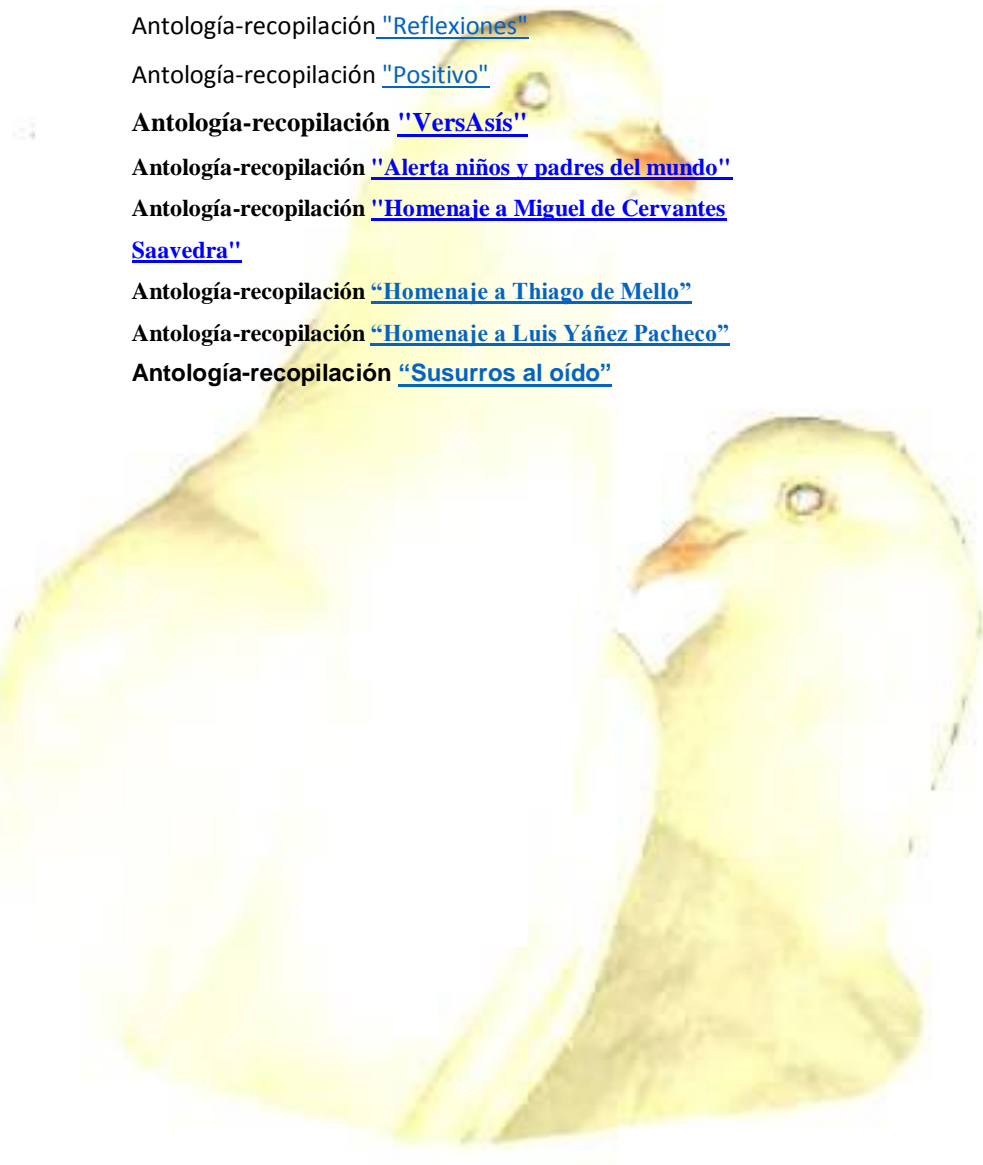 Antología-recopilación "Reflexiones"
Antología-recopilación "Positivo"
Antología-recopilación "VersAsís"
Antología-recopilación "Alerta niños y padres del mundo"
Antología-recopilación "Homenaje a Miguel de Cervantes
Saavedra"
Antología-recopilación “Homenaje a Thiago de Mello”
Antología-recopilación “Homenaje a Luis Yáñez Pacheco”
Antología-recopilación “Susurros al oído”